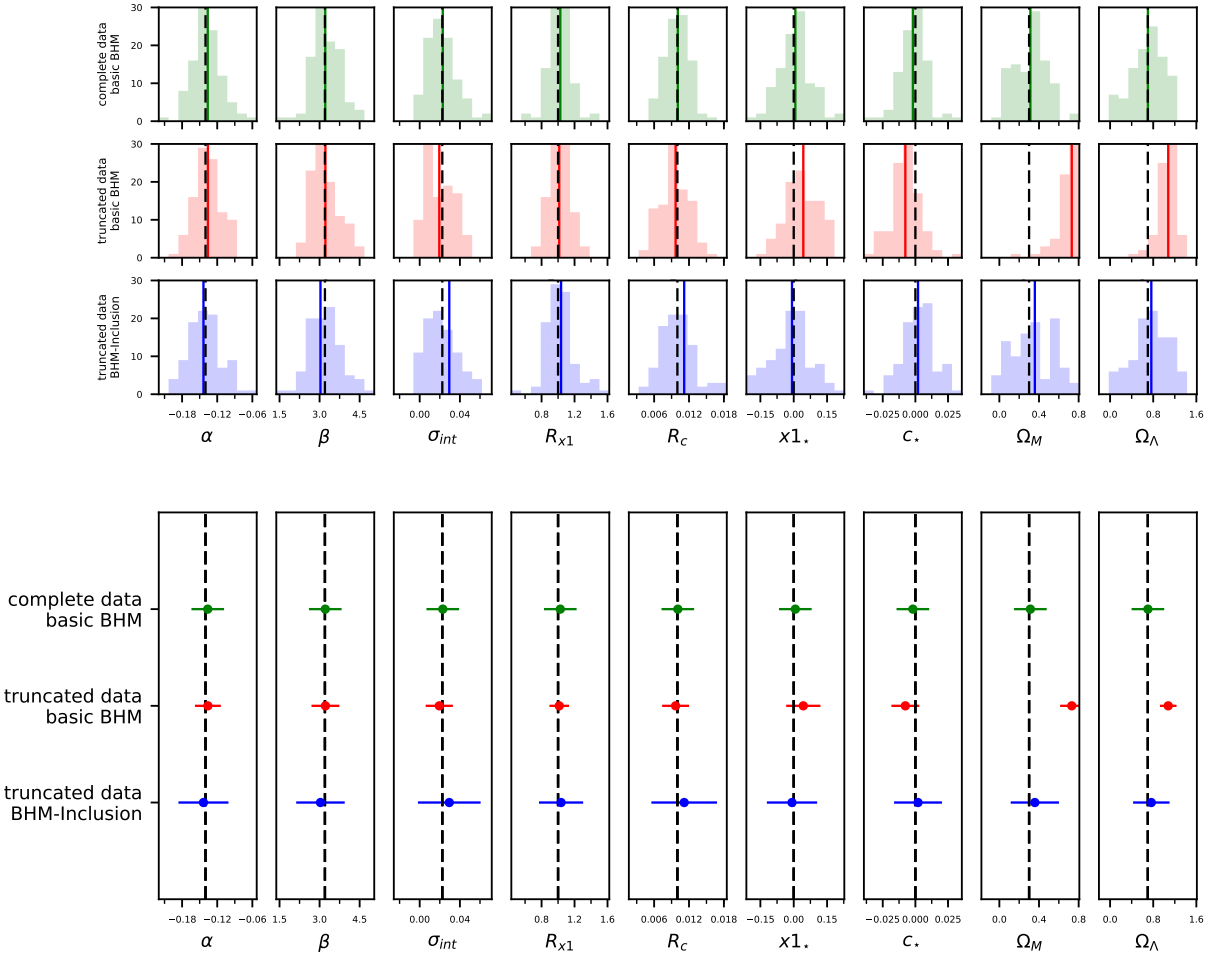 30
20
10
0
complete data
basic BHM
30
20
10
0
truncated data
basic BHM
30
20
10
0
truncated data
BHM-Inclusion
−0.18 −0.12 −0.06
1.5 3.0 4.5
0.00 0.04
0.8 1.2 1.6
0.006 0.012 0.018
−0.15 0.00 0.15
−0.025 0.000 0.025
0.0 0.4 0.8
0.0 0.8 1.6
α β σ_int R_x1 R_c x1⋆ c⋆ Ω_M Ω_Λ
complete data
basic BHM
truncated data
basic BHM
truncated data
BHM-Inclusion
−0.18 −0.12 −0.06
1.5 3.0 4.5
0.00 0.04
0.8 1.2 1.6
0.006 0.012 0.018
−0.15 0.00 0.15
−0.025 0.000 0.025
0.0 0.4 0.8
0.0 0.8 1.6
α β σ_int R_x1 R_c x1⋆ c⋆ Ω_M Ω_Λ